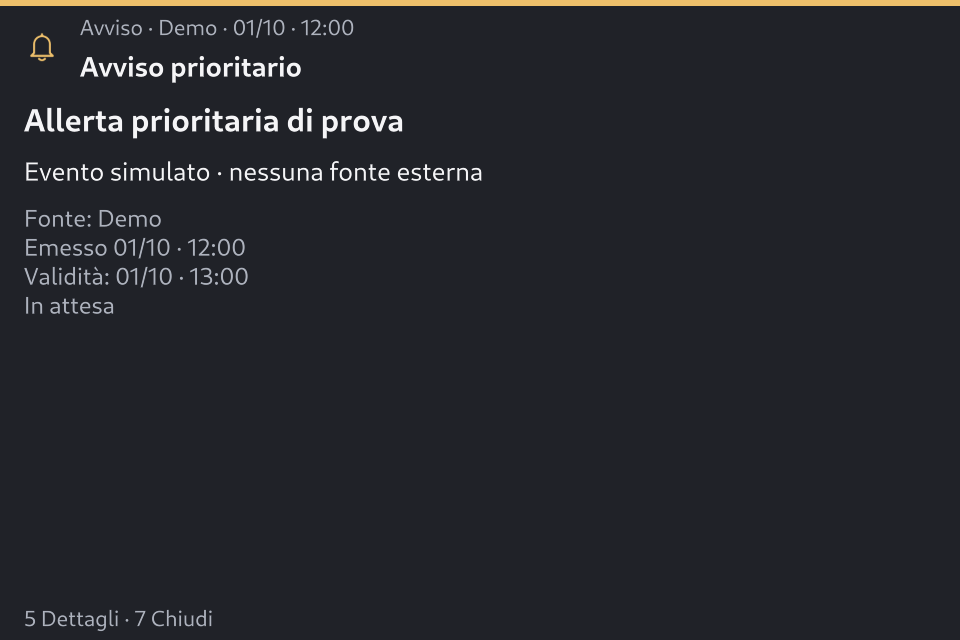 Avviso · Demo · 01/10 · 12:00
Avviso prioritario
Allerta prioritaria di prova
Evento simulato · nessuna fonte esterna
Fonte: Demo
Emesso 01/10 · 12:00
Validità: 01/10 · 13:00
In attesa
5 Dettagli · 7 Chiudi